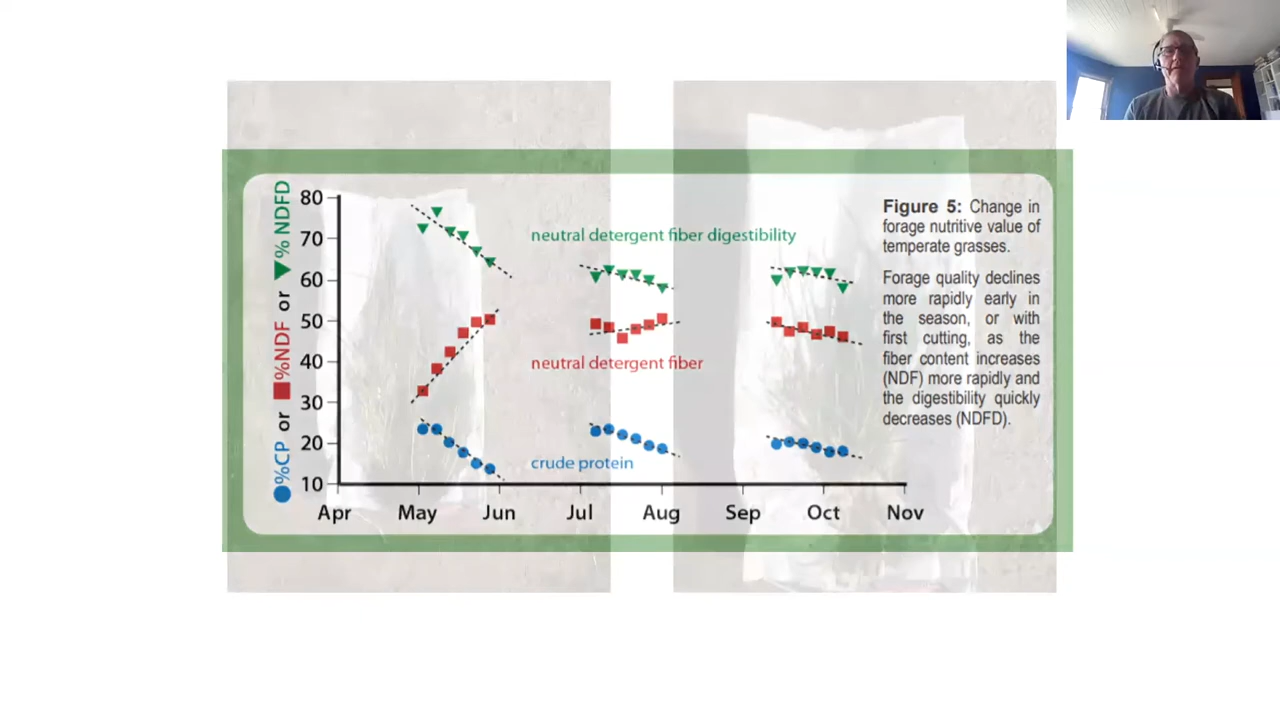 ●%CP or ■%NDF or ▼% NDFD
80
70
60
50
40
30
20
10
neutral detergent fiber digestibility
neutral detergent fiber
crude protein
Apr May Jun Jul Aug Sep Oct Nov
Figure 5: Change in
forage nutritive value of
temperate grasses.
Forage quality declines
more rapidly early in
the season, or with
first cutting, as the
fiber content increases
(NDF) more rapidly and
the digestibility quickly
decreases (NDFD).